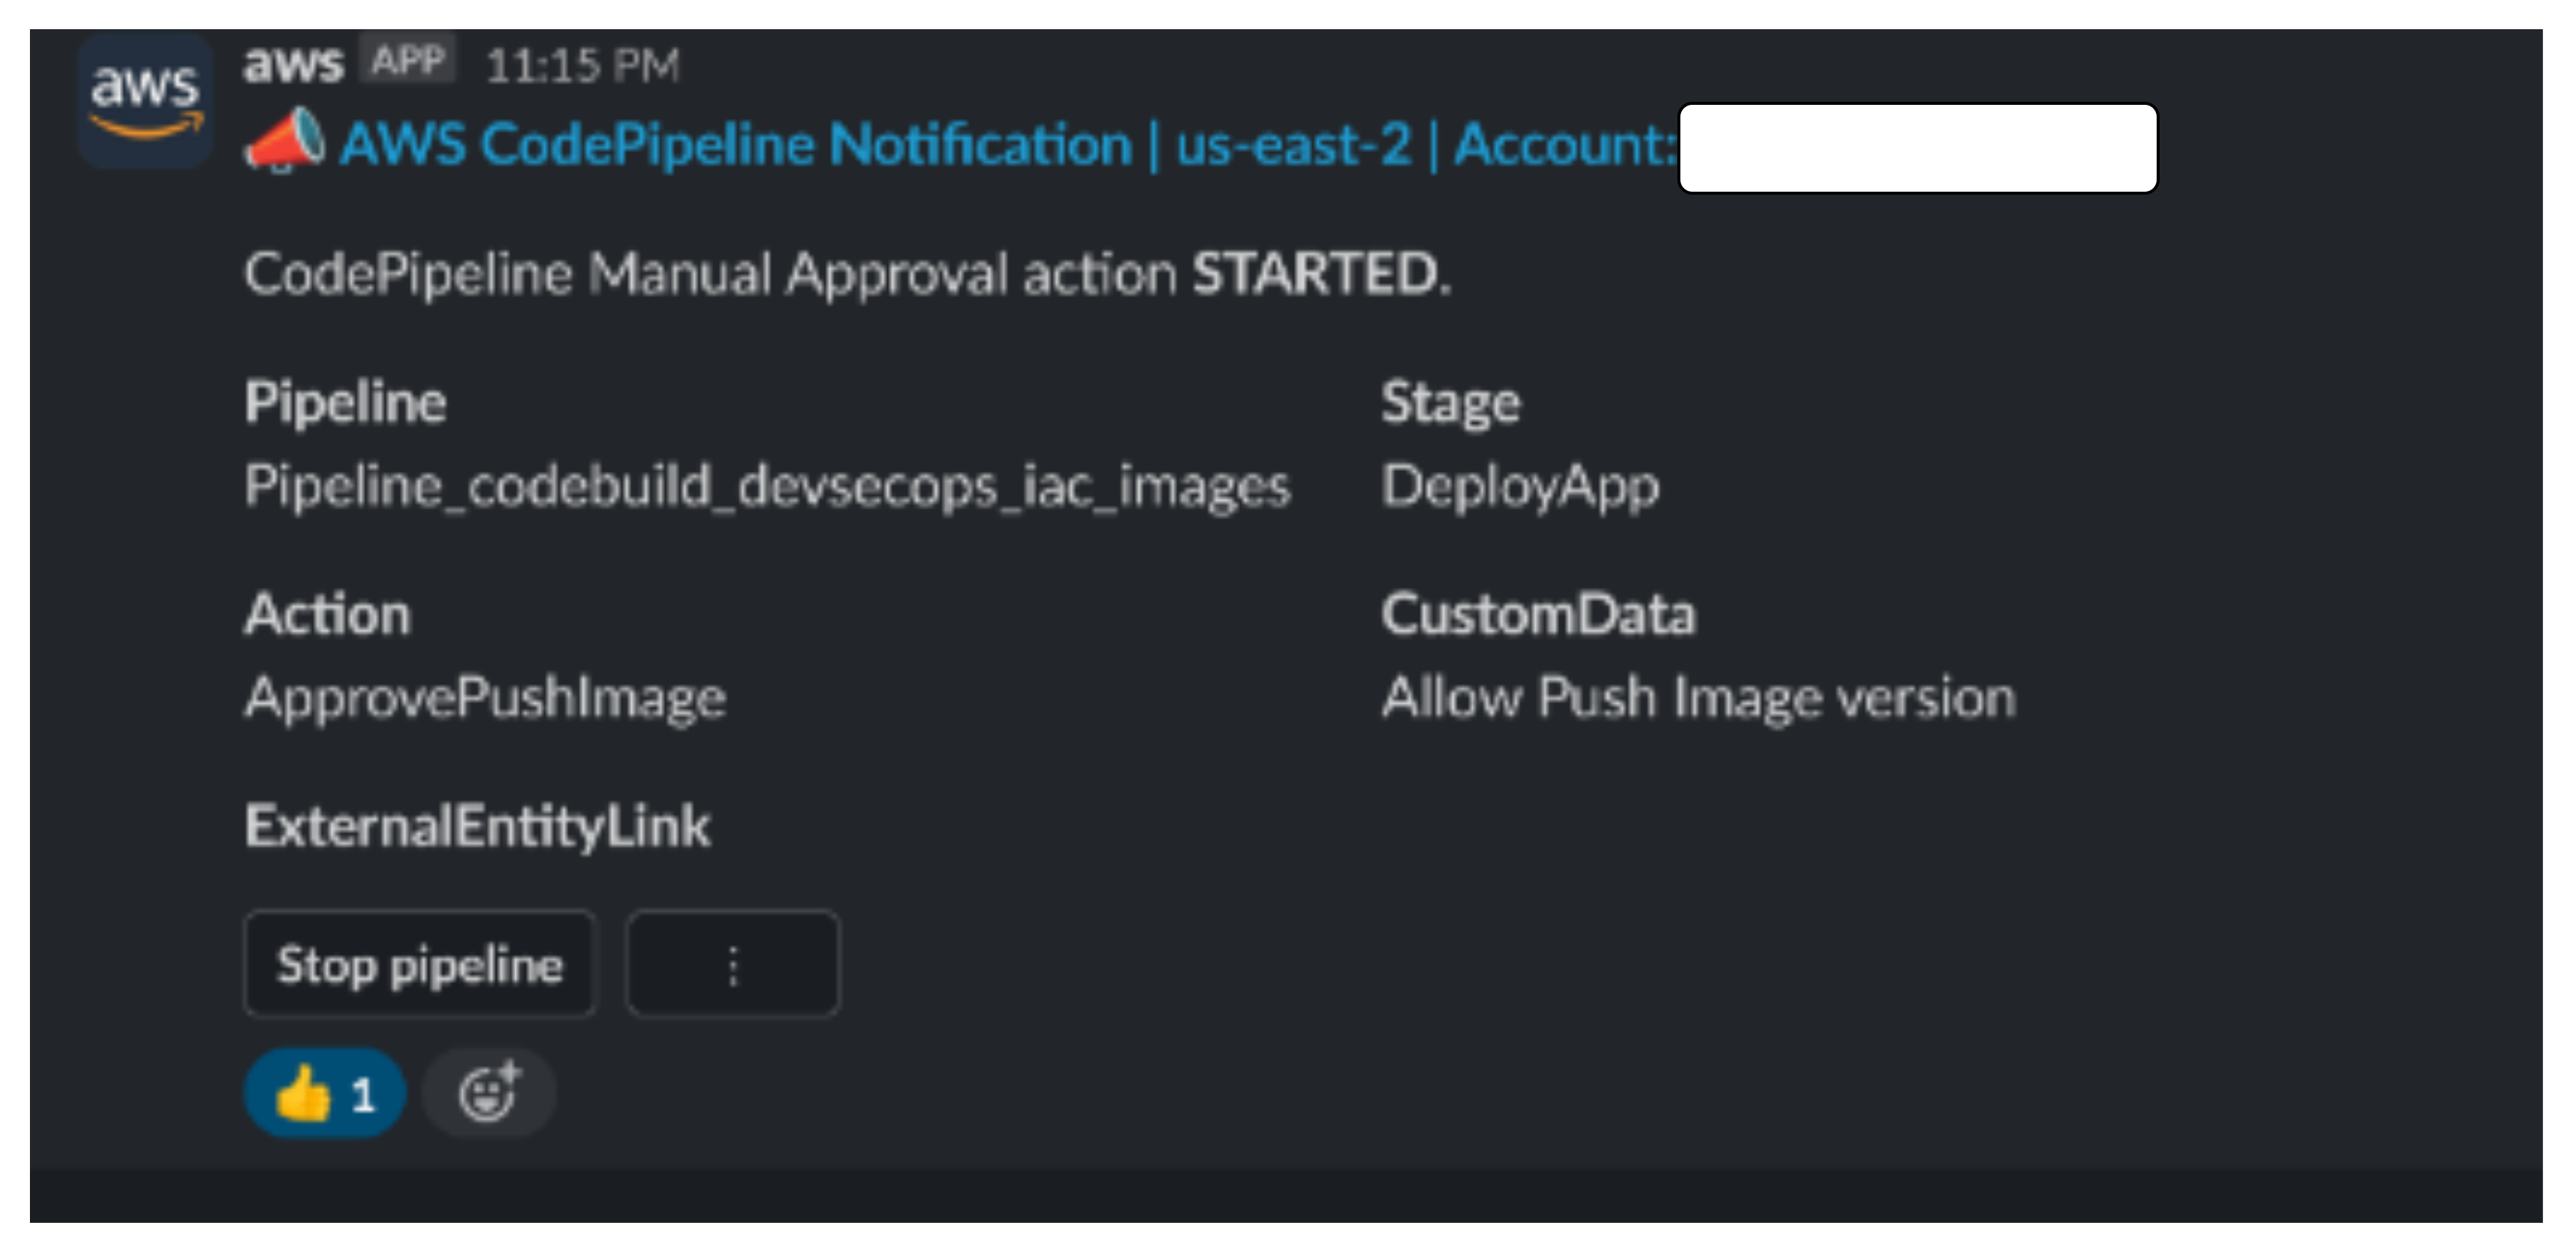 aws
aws APP 11:15 PM
AWS CodePipeline Notification | us-east-2 | Account:
CodePipeline Manual Approval action STARTED.
Pipeline
Pipeline_codebuild_devsecops_iac_images
Stage
DeployApp
Action
ApprovePushImage
CustomData
Allow Push Image version
ExternalEntityLink
Stop pipeline
1